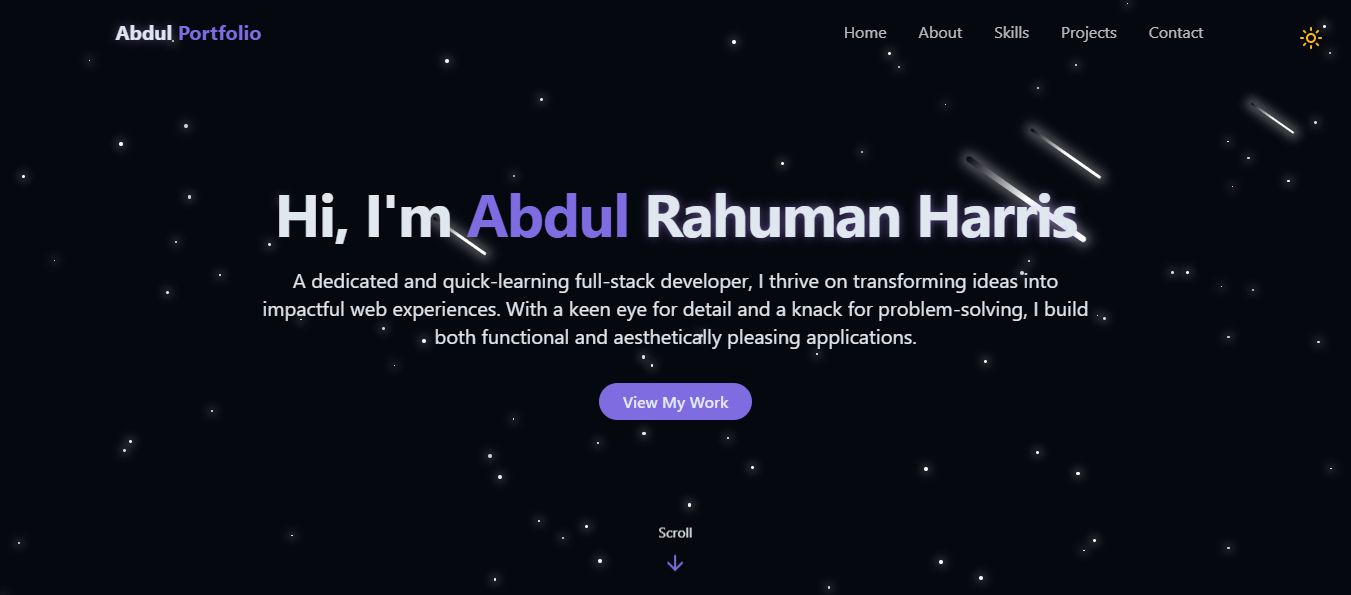 Abdul Portfolio
Home About Skills Projects Contact
Hi, I'm Abdul Rahuman Harris
A dedicated and quick-learning full-stack developer, I thrive on transforming ideas into
impactful web experiences. With a keen eye for detail and a knack for problem-solving, I build
both functional and aesthetically pleasing applications.
View My Work
Scroll